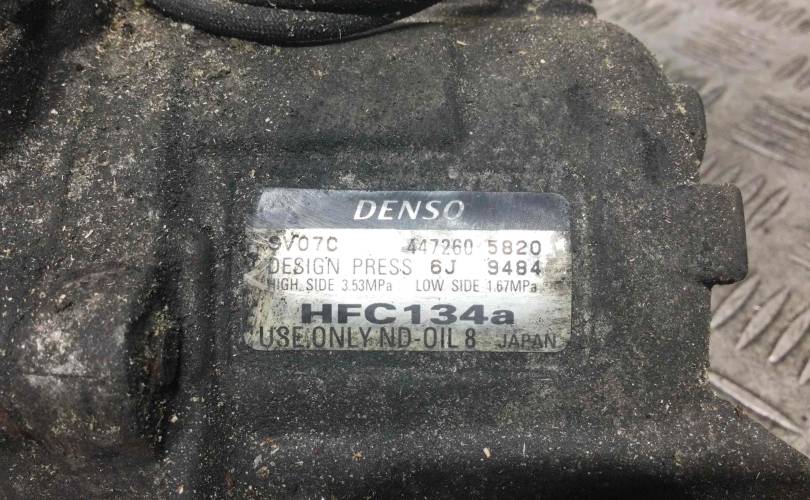 DENSO
SV07C 447260 5820
DESIGN PRESS 6J 9484
HIGH SIDE 3.53MPa LOW SIDE 1.67MPa
HFC134a
USE ONLY ND-OIL 8 JAPAN